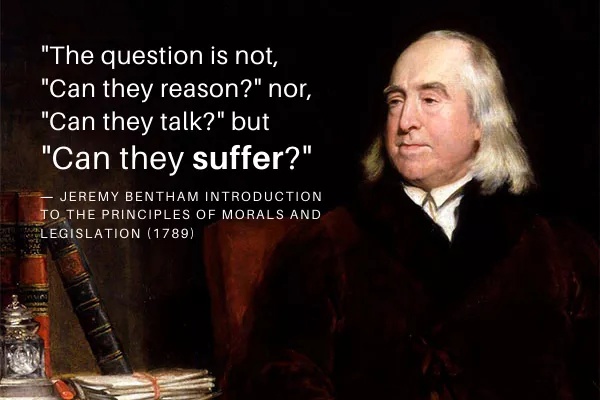 "The question is not,
"Can they reason?" nor,
"Can they talk?" but
"Can they suffer?"
— JEREMY BENTHAM INTRODUCTION
TO THE PRINCIPLES OF MORALS AND
LEGISLATION (1789)